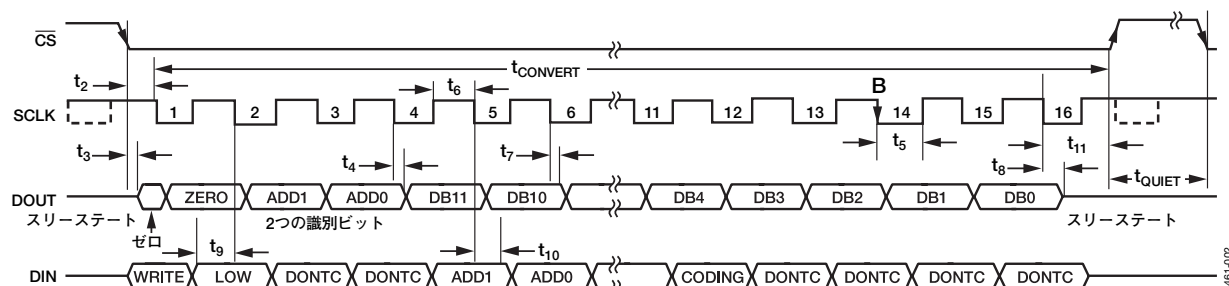 CS
t2
tCONVERT
t6
B
SCLK
1 2 3 4 5 6 11 12 13 14 15 16
t3
t4
t7
t5
t8
t11
tQUIET
DOUT
ZERO ADD1 ADD0 DB11 DB10 DB4 DB3 DB2 DB1 DB0
スリーステート
ゼロ
2つの識別ビット
スリーステート
t9
t10
DIN
WRITE LOW DONTC DONTC ADD1 ADD0 CODING DONTC DONTC DONTC DONTC